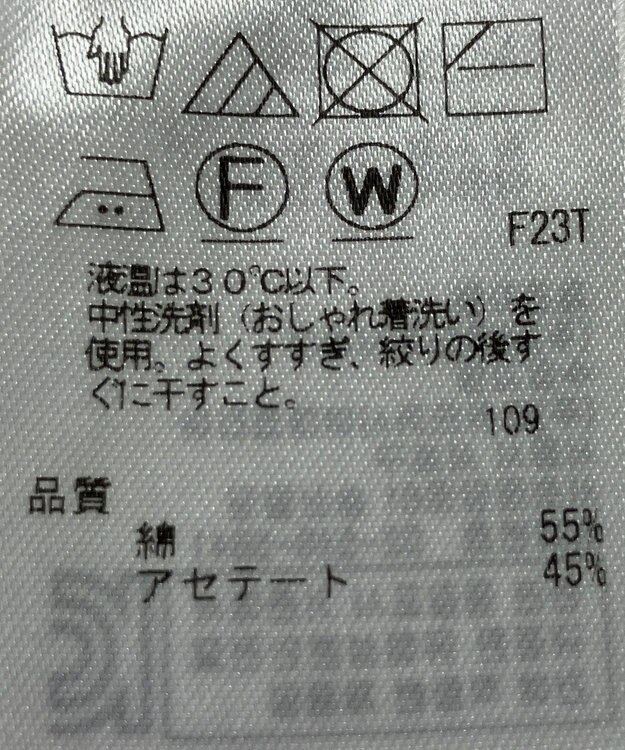 F W
F23T
液温は30℃以下。
中性洗剤（おしゃれ着洗い）を
使用。よくすすぎ、絞りの後す
ぐに干すこと。
109
品質
綿 55%
アセテート 45%